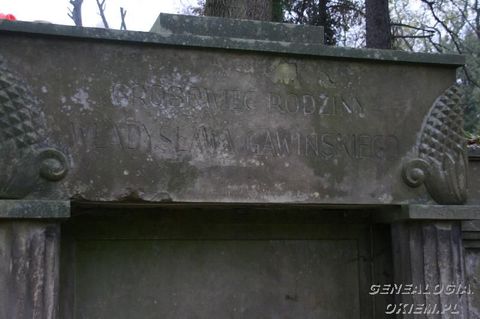 GROBOWIEC RODZINY
WŁADYSŁAWA GAWIŃSKIEGO
GENEALOGIA.
OKIEM.PL